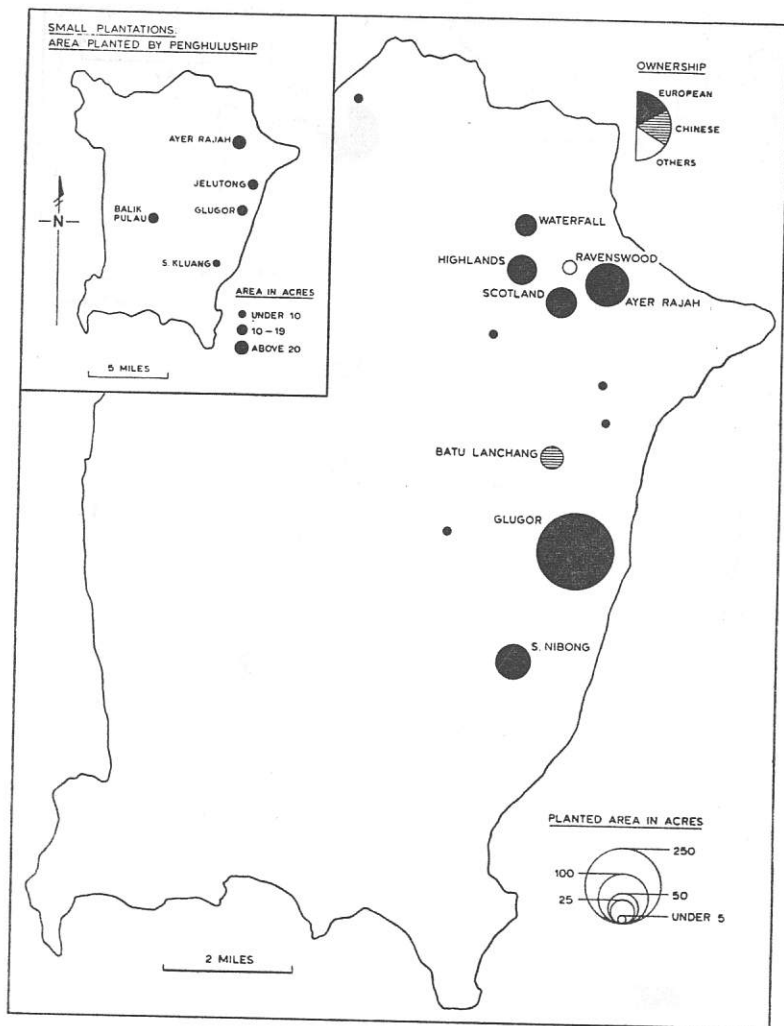 SMALL PLANTATIONS:
AREA PLANTED BY PENGHULUSHIP
AYER RAJAH
JELUTONG
GLUGOR
BALIK
PULAU
S. KLUANG
N
AREA IN ACRES
UNDER 10
10–19
ABOVE 20
5 MILES
OWNERSHIP
EUROPEAN
CHINESE
OTHERS
WATERFALL
HIGHLANDS
RAVENSWOOD
SCOTLAND
AYER RAJAH
BATU LANCHANG
GLUGOR
S. NIBONG
PLANTED AREA IN ACRES
250
100
50
25
UNDER 5
2 MILES